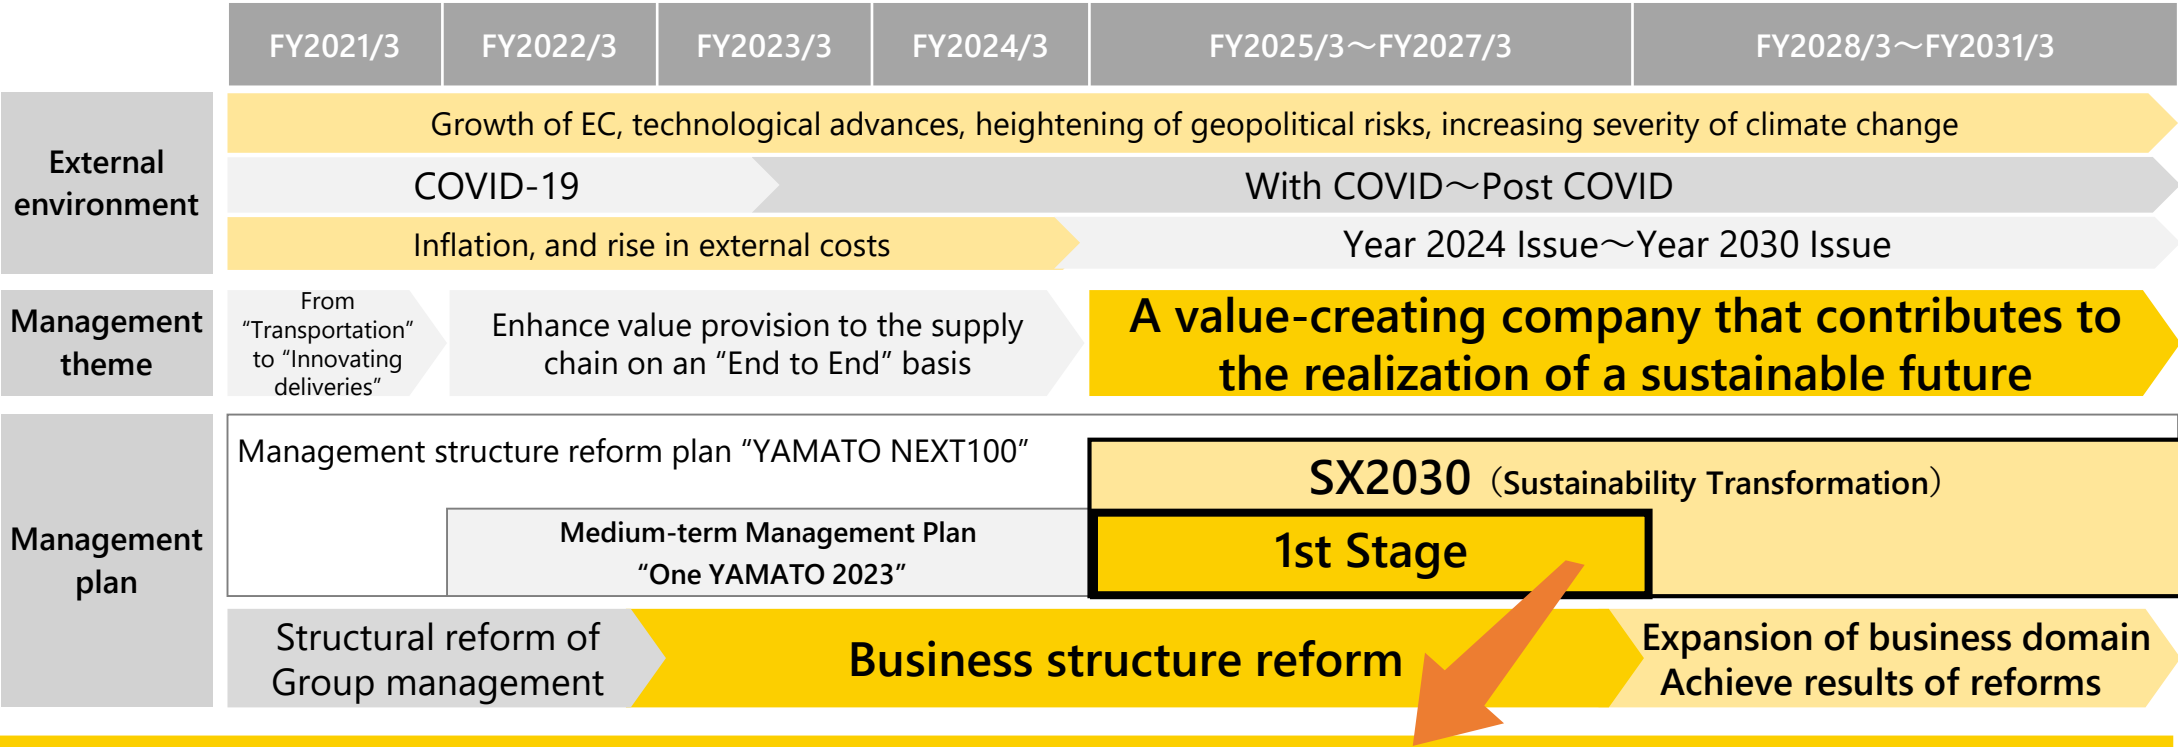 FY2021/3 FY2022/3 FY2023/3 FY2024/3 FY2025/3～FY2027/3 FY2028/3～FY2031/3
External
environment
Growth of EC, technological advances, heightening of geopolitical risks, increasing severity of climate change
COVID-19 With COVID～Post COVID
Inflation, and rise in external costs Year 2024 Issue～Year 2030 Issue
Management
theme
From
“Transportation”
to “Innovating
deliveries”
Enhance value provision to the supply
chain on an “End to End” basis
A value-creating company that contributes to
the realization of a sustainable future
Management
plan
Management structure reform plan “YAMATO NEXT100”
SX2030（Sustainability Transformation）
Medium-term Management Plan
“One YAMATO 2023”
1st Stage
Structural reform of
Group management
Business structure reform
Expansion of business domain
Achieve results of reforms